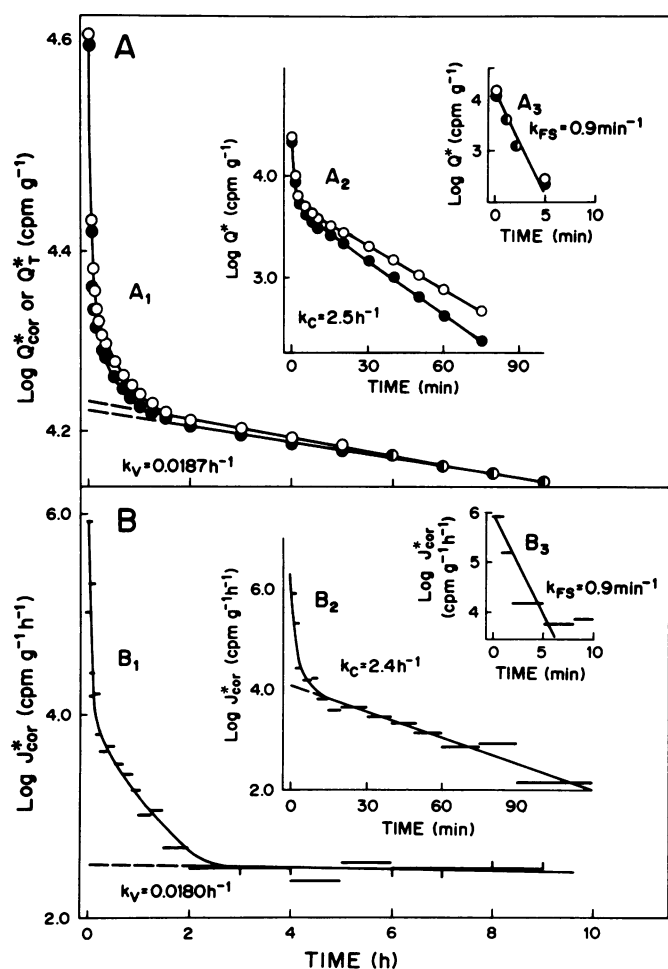 A
4.6
4.4
4.2
Log Q*cor or Q*T (cpm g⁻¹)
A₁
kV = 0.0187h⁻¹
A₂
4.0
3.0
Log Q* (cpm g⁻¹)
kC = 2.5h⁻¹
0 30 60 90
TIME (min)
A₃
4
3
Log Q* (cpm g⁻¹)
kFS = 0.9min⁻¹
0 5 10
TIME (min)
B
6.0
4.0
2.0
Log J*cor (cpm g⁻¹h⁻¹)
B₁
kV = 0.0180h⁻¹
B₂
6.0
4.0
2.0
Log J*cor (cpm g⁻¹h⁻¹)
kC = 2.4h⁻¹
0 30 60 90
TIME (min)
B₃
6
5
4
Log J*cor
(cpm g⁻¹h⁻¹)
kFS = 0.9min⁻¹
0 5 10
TIME (min)
0 2 4 6 8 10
TIME (h)